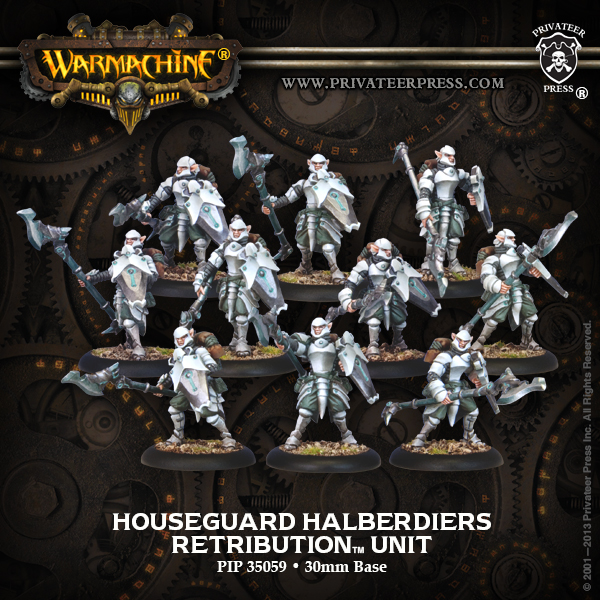 WARMACHINE®
PRIVATEER
PRESS®
WWW.PRIVATEERPRESS.COM
© 2001–2013 Privateer Press Inc. All Rights Reserved.
HOUSEGUARD HALBERDIERS
RETRIBUTION™ UNIT
PIP 35059 • 30mm Base